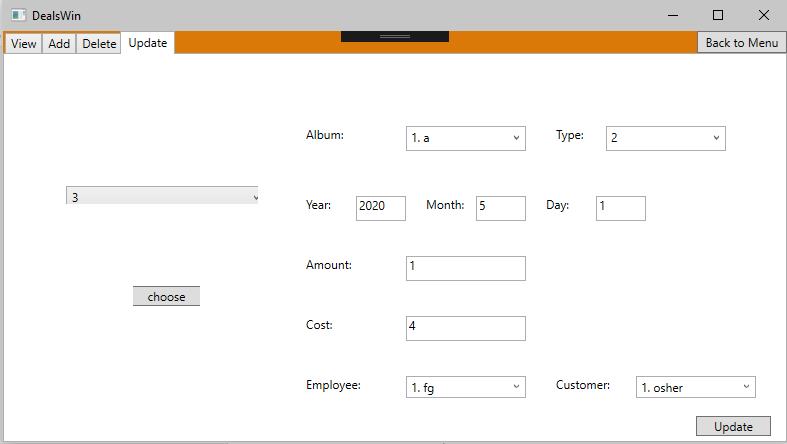 DealsWin
View Add Delete Update Back to Menu
Album: 1. a Type: 2
3
Year: 2020 Month: 5 Day: 1
Amount: 1
choose
Cost: 4
Employee: 1. fg Customer: 1. osher
Update